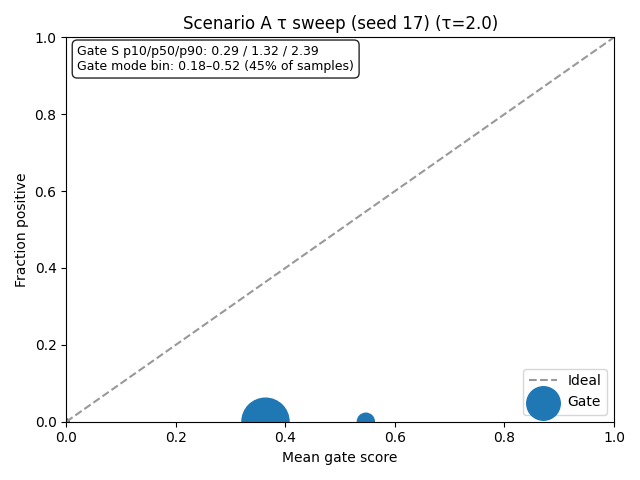 Scenario A τ sweep (seed 17) (τ=2.0)
Gate S p10/p50/p90: 0.29 / 1.32 / 2.39
Gate mode bin: 0.18–0.52 (45% of samples)
1.0
0.8
0.6
0.4
0.2
0.0
Fraction positive
Ideal
Gate
0.0 0.2 0.4 0.6 0.8 1.0
Mean gate score